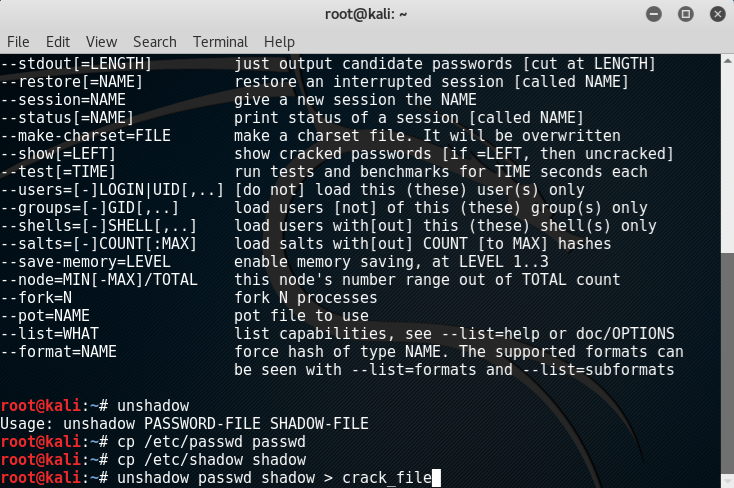 root@kali: ~
File Edit View Search Terminal Help
--stdout[=LENGTH] just output candidate passwords [cut at LENGTH]
--restore[=NAME] restore an interrupted session [called NAME]
--session=NAME give a new session the NAME
--status[=NAME] print status of a session [called NAME]
--make-charset=FILE make a charset file. It will be overwritten
--show[=LEFT] show cracked passwords [if =LEFT, then uncracked]
--test[=TIME] run tests and benchmarks for TIME seconds each
--users=[-]LOGIN|UID[,..] [do not] load this (these) user(s) only
--groups=[-]GID[,..] load users [not] of this (these) group(s) only
--shells=[-]SHELL[,..] load users with[out] this (these) shell(s) only
--salts=[-]COUNT[:MAX] load salts with[out] COUNT [to MAX] hashes
--save-memory=LEVEL enable memory saving, at LEVEL 1..3
--node=MIN[-MAX]/TOTAL this node's number range out of TOTAL count
--fork=N fork N processes
--pot=NAME pot file to use
--list=WHAT list capabilities, see --list=help or doc/OPTIONS
--format=NAME force hash of type NAME. The supported formats can
be seen with --list=formats and --list=subformats
root@kali:~# unshadow
Usage: unshadow PASSWORD-FILE SHADOW-FILE
root@kali:~# cp /etc/passwd passwd
root@kali:~# cp /etc/shadow shadow
root@kali:~# unshadow passwd shadow > crack_file